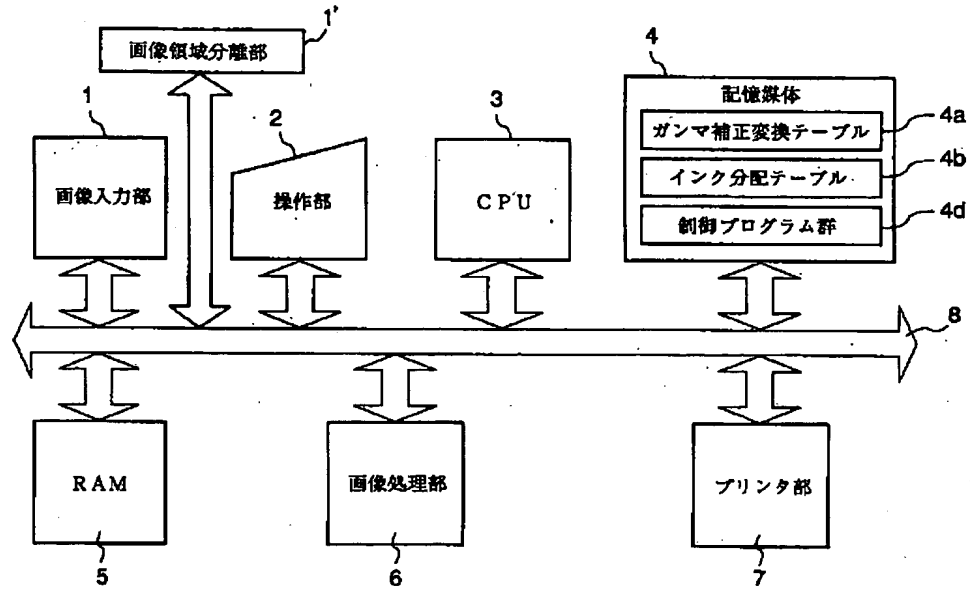 画像領域分離部
1'
1
画像入力部
2
操作部
3
CPU
4
記憶媒体
ガンマ補正変換テーブル
4a
インク分配テーブル
4b
制御プログラム群
4d
8
RAM
5
画像処理部
6
プリンタ部
7